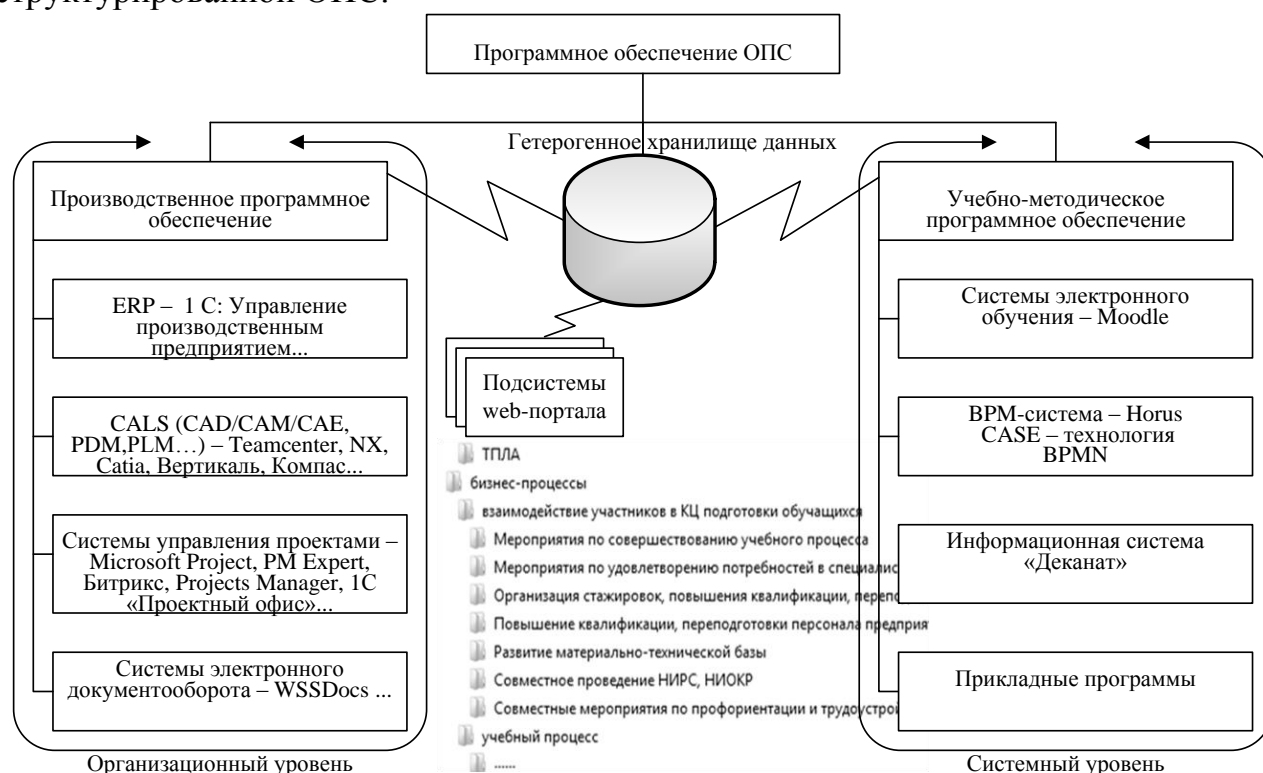 структурированной ОПС.
Программное обеспечение ОПС
Гетерогенное хранилище данных
Производственное программное
обеспечение
ERP – 1 С: Управление
производственным
предприятием...
CALS (CAD/CAM/CAE,
PDM,PLM…) – Teamcenter, NX,
Catia, Вертикаль, Компас...
Системы управления проектами –
Microsoft Project, PM Expert,
Битрикс, Projects Manager, 1С
«Проектный офис»...
Системы электронного
документооборота – WSSDocs ...
Организационный уровень
Подсистемы
web-портала
ТПЛА
бизнес-процессы
взаимодействие участников в КЦ подготовки обучащихся
Мероприятия по совершествованию учебного процесса
Мероприятия по удовлетворению потребностей в специалис
Организация стажировок, повышения квалификации, перепо
Повышение квалификации, переподготовки персонала предприя
Развитие материально-технической базы
Совместное проведение НИРС, НИОКР
Совместные мероприятия по профориентации и трудоустрой
учебный процесс
......
Учебно-методическое
программное обеспечение
Системы электронного
обучения – Moodle
BPM-система – Horus
CASE – технология
BPMN
Информационная система
«Деканат»
Прикладные программы
Системный уровень